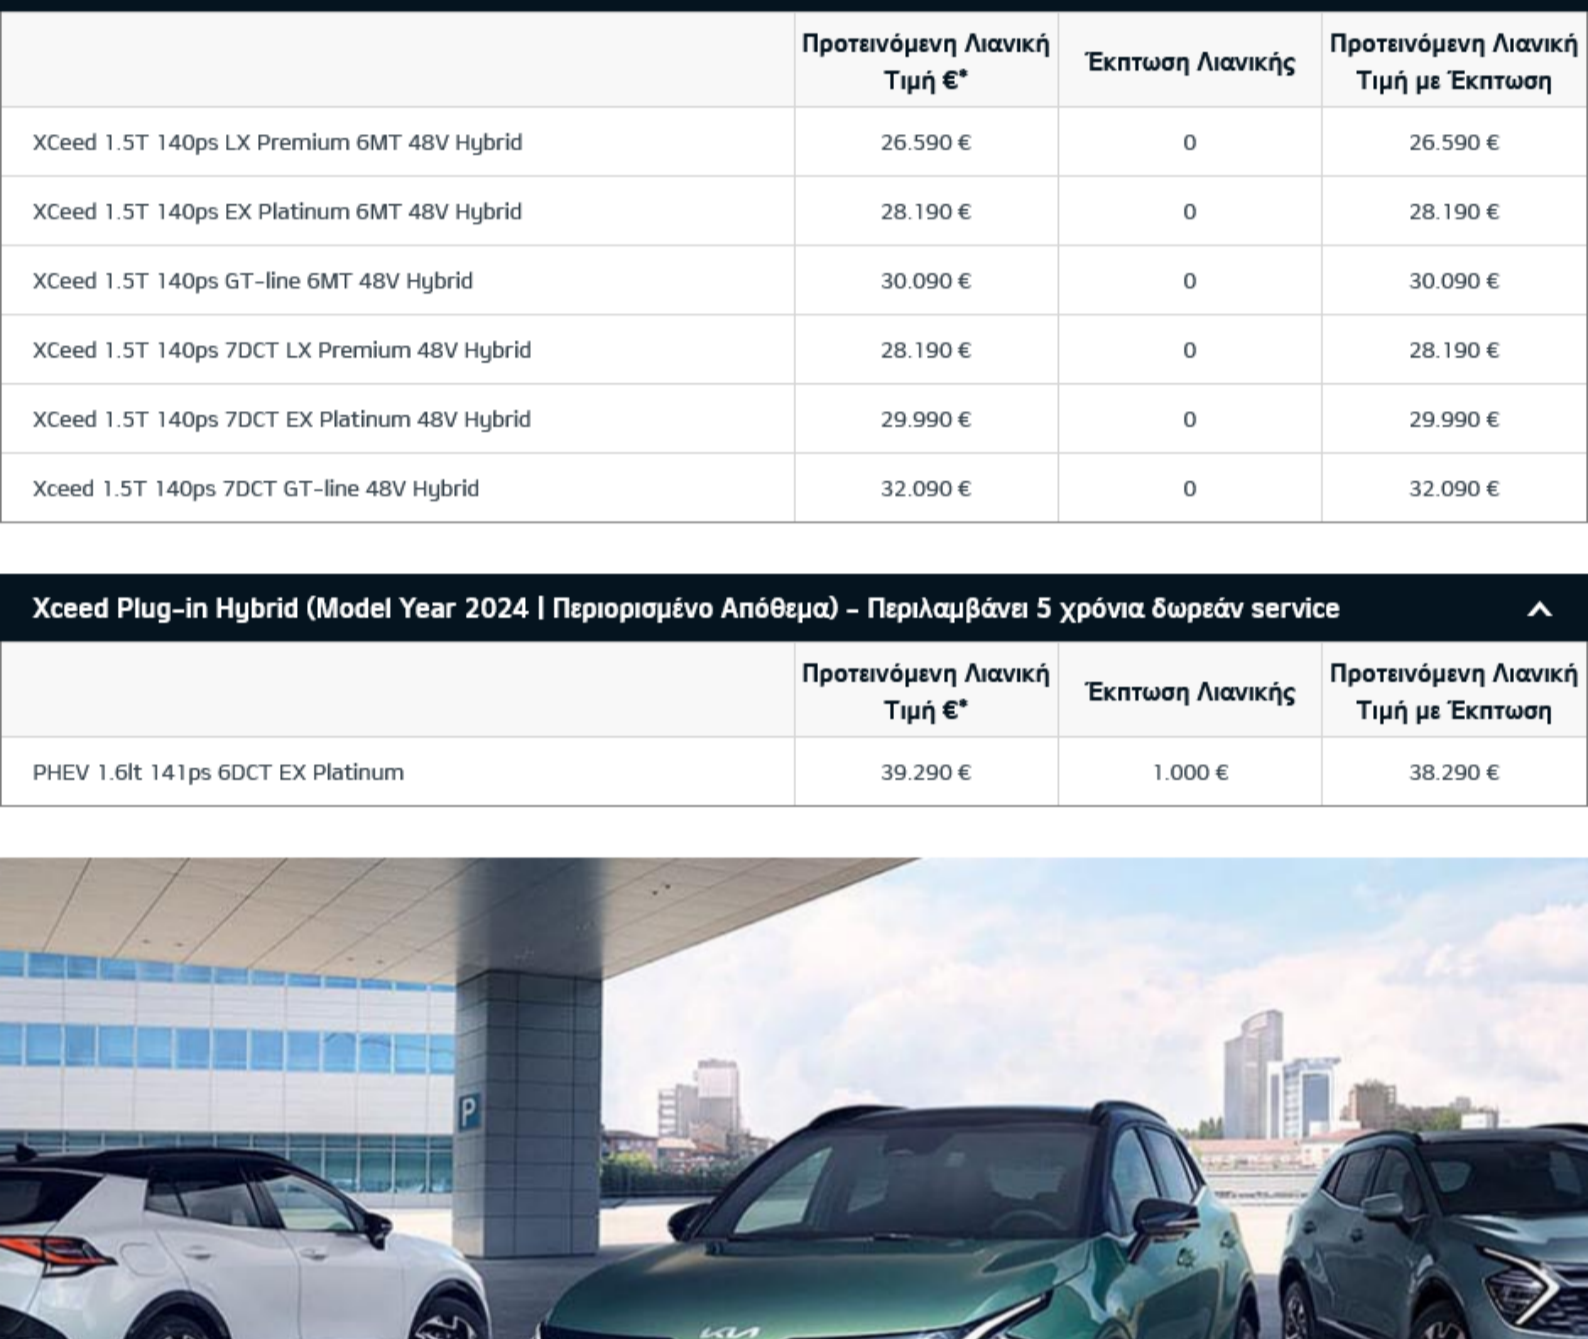 Προτεινόμενη Λιανική Τιμή €* Έκπτωση Λιανικής Προτεινόμενη Λιανική Τιμή με Έκπτωση
XCeed 1.5T 140ps LX Premium 6MT 48V Hybrid 26.590 € 0 26.590 €
XCeed 1.5T 140ps EX Platinum 6MT 48V Hybrid 28.190 € 0 28.190 €
XCeed 1.5T 140ps GT-line 6MT 48V Hybrid 30.090 € 0 30.090 €
XCeed 1.5T 140ps 7DCT LX Premium 48V Hybrid 28.190 € 0 28.190 €
XCeed 1.5T 140ps 7DCT EX Platinum 48V Hybrid 29.990 € 0 29.990 €
Xceed 1.5T 140ps 7DCT GT-line 48V Hybrid 32.090 € 0 32.090 €
Xceed Plug-in Hybrid (Model Year 2024 | Περιορισμένο Απόθεμα) - Περιλαμβάνει 5 χρόνια δωρεάν service
Προτεινόμενη Λιανική Τιμή €* Έκπτωση Λιανικής Προτεινόμενη Λιανική Τιμή με Έκπτωση
PHEV 1.6lt 141ps 6DCT EX Platinum 39.290 € 1.000 € 38.290 €
P
KIA